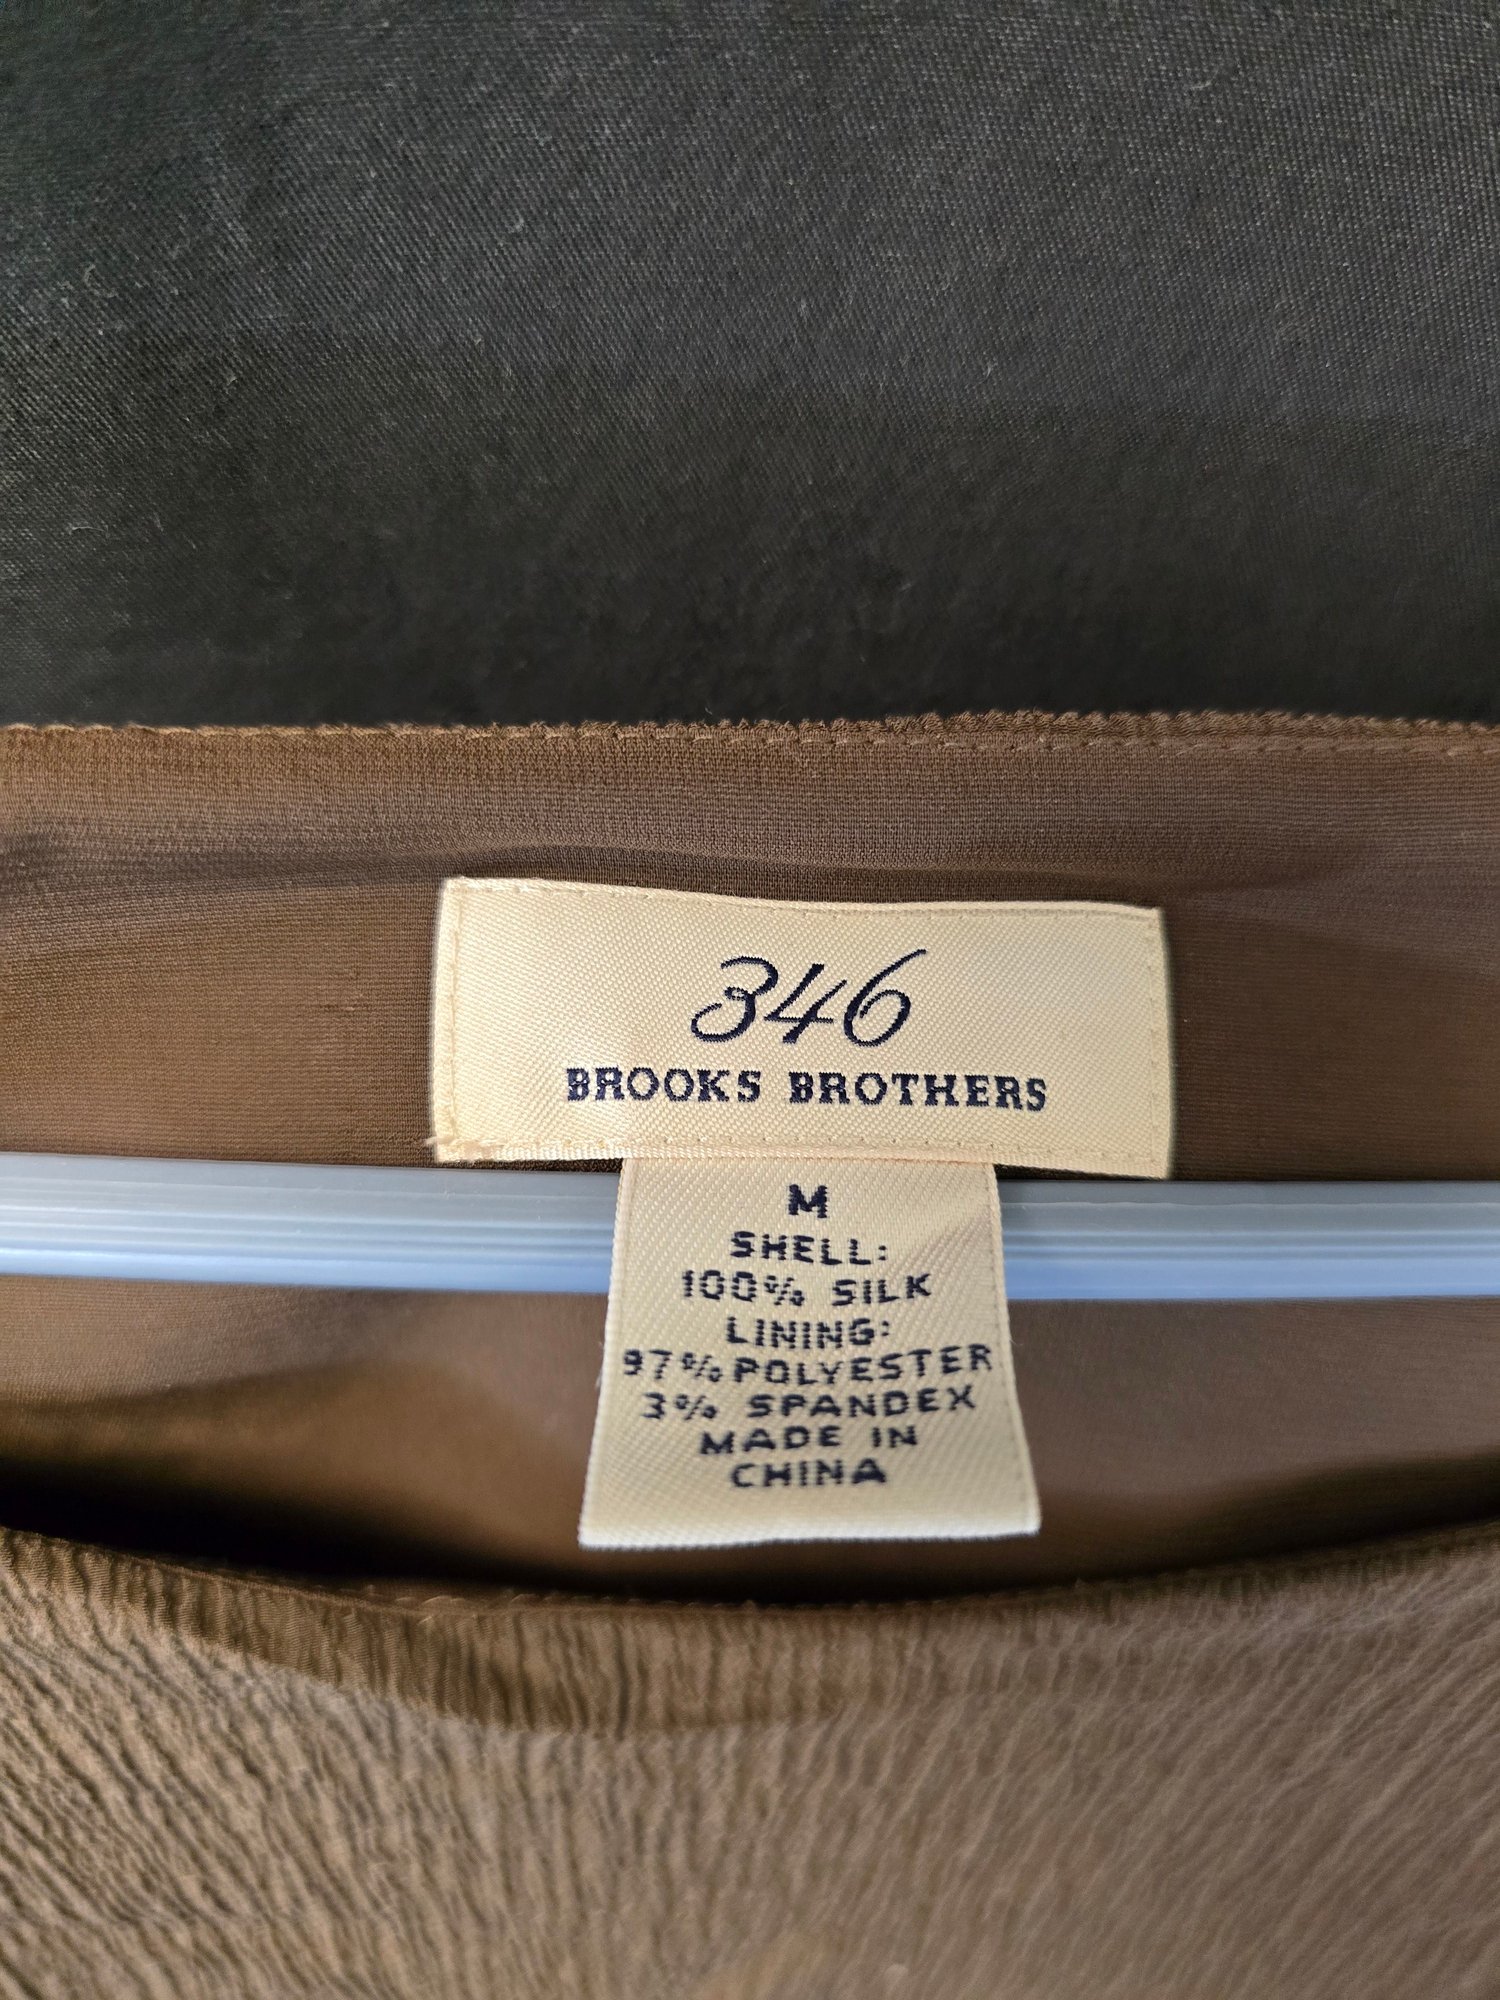 346
BROOKS BROTHERS
M
SHELL:
100% SILK
LINING:
97% POLYESTER
3% SPANDEX
MADE IN
CHINA